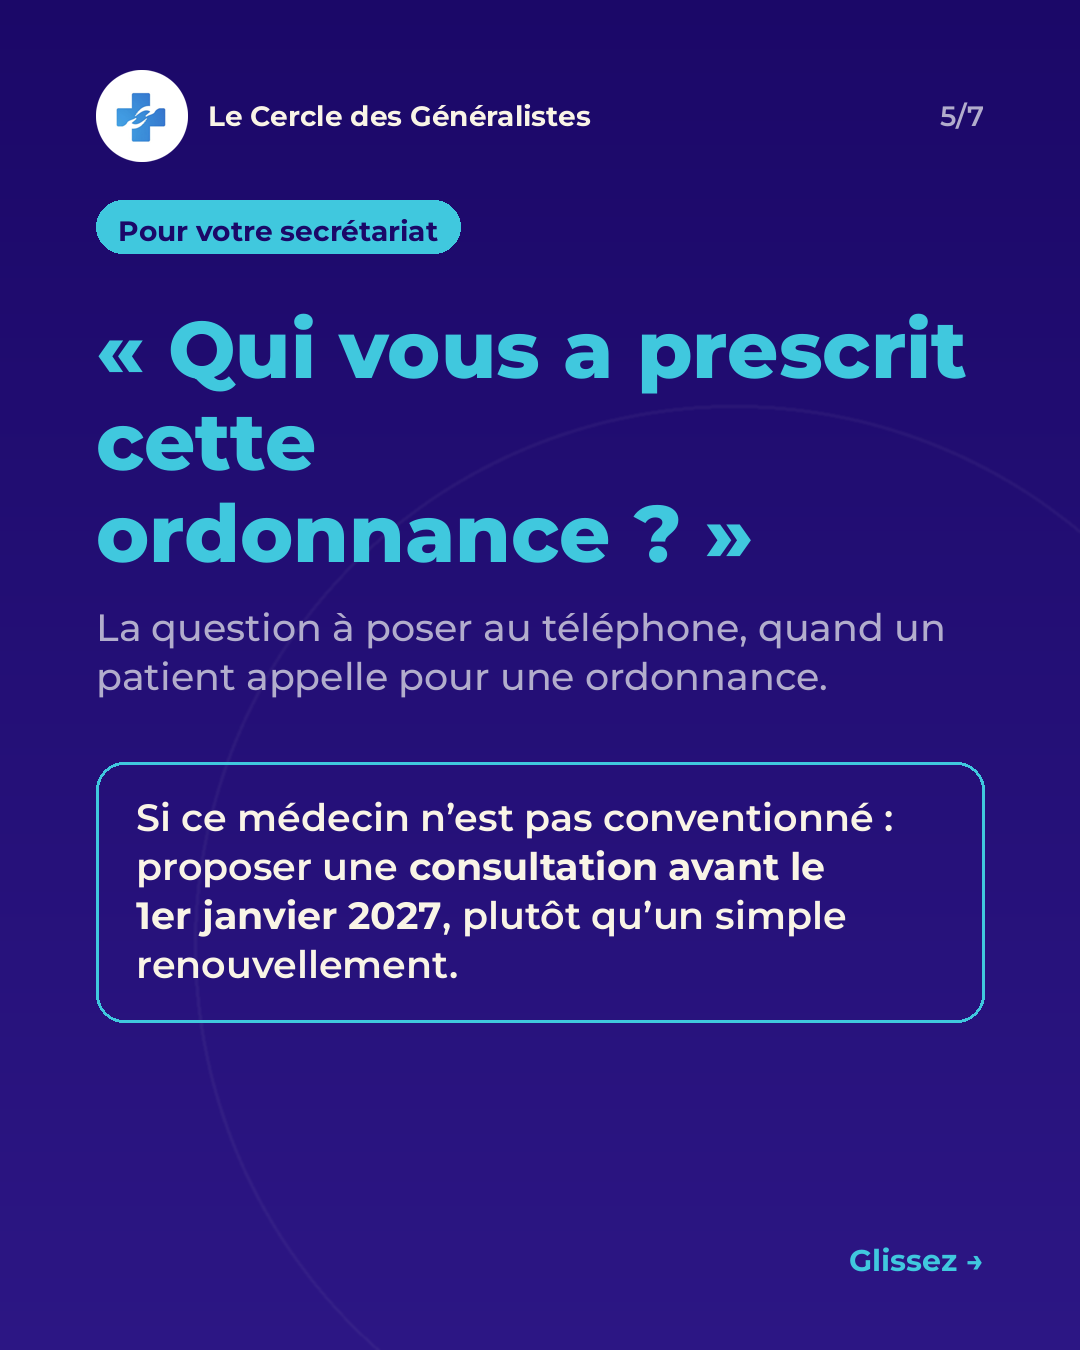 Le Cercle des Généralistes
5/7
Pour votre secrétariat
« Qui vous a prescrit
cette
ordonnance ? »
La question à poser au téléphone, quand un
patient appelle pour une ordonnance.
Si ce médecin n’est pas conventionné :
proposer une consultation avant le
1er janvier 2027, plutôt qu’un simple
renouvellement.
Glissez →